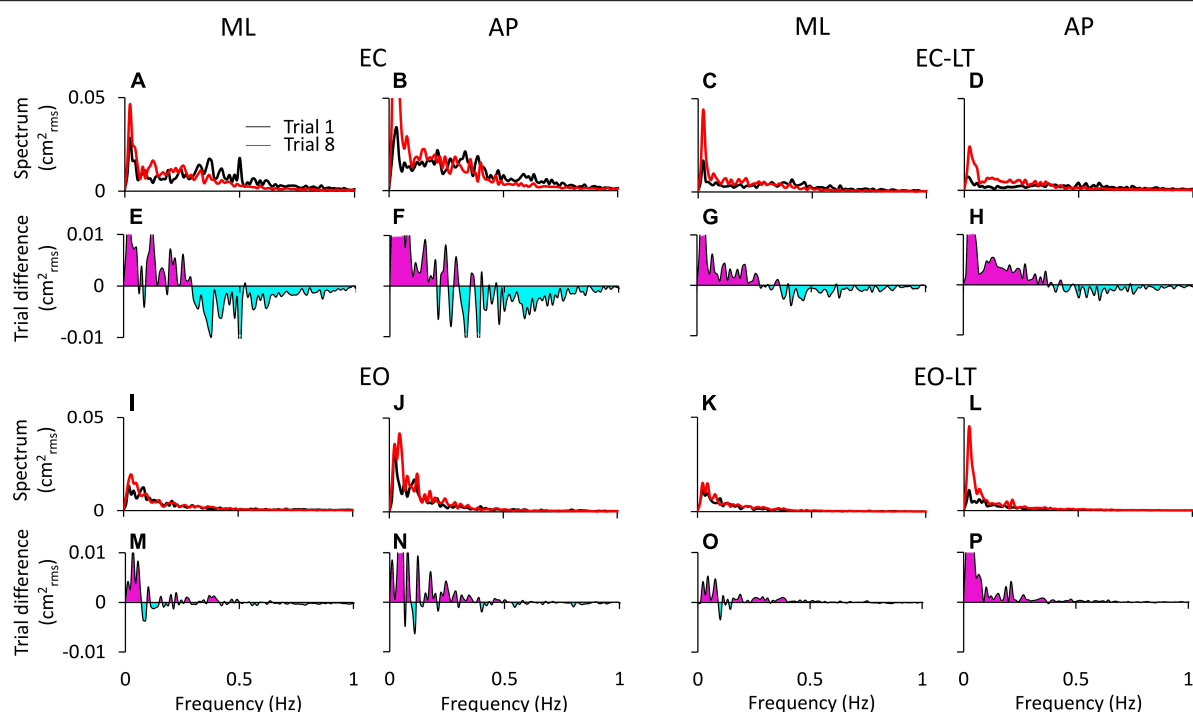 ML AP ML AP
EC EC-LT
A B C D
0.05
Spectrum
(cm²rms)
0
Trial 1
Trial 8
E F G H
0.01
Trial difference
(cm²rms)
0
-0.01
EO EO-LT
I J K L
0.05
Spectrum
(cm²rms)
0
M N O P
0.01
Trial difference
(cm²rms)
0
-0.01
0 0.5 1 0 0.5 1 0 0.5 1 0 0.5 1
Frequency (Hz) Frequency (Hz) Frequency (Hz) Frequency (Hz)